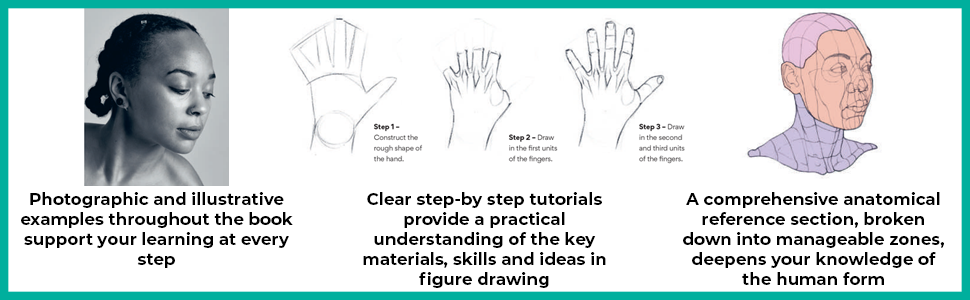 Step 1 –
Construct the
rough shape of
the hand.
Step 2 – Draw
in the first units
of the fingers.
Step 3 – Draw
in the second
and third units
of the fingers.
Photographic and illustrative
examples throughout the book
support your learning at every
step
Clear step-by step tutorials
provide a practical
understanding of the key
materials, skills and ideas in
figure drawing
A comprehensive anatomical
reference section, broken
down into manageable zones,
deepens your knowledge of
the human form